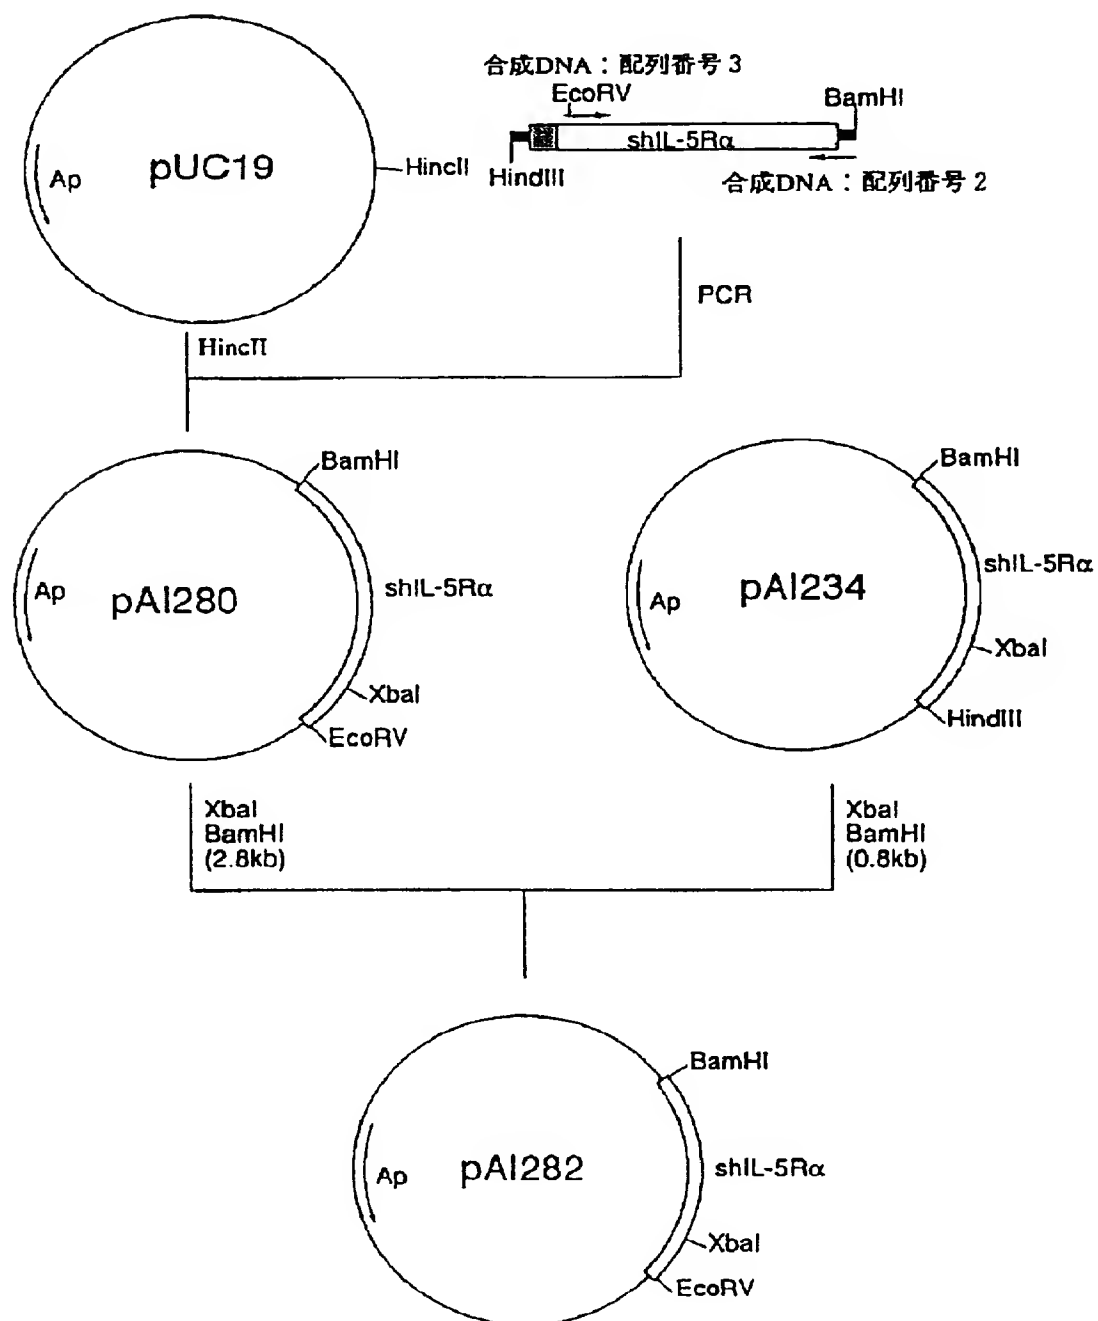 合成DNA：配列番号3
EcoRV
BamHI
shIL-5Rα
HindIII
合成DNA：配列番号2
Ap
pUC19
HincII
PCR
HincII
BamHI
Ap
pAI280
shIL-5Rα
XbaI
EcoRV
BamHI
Ap
pAI234
shIL-5Rα
XbaI
HindIII
XbaI
BamHI
(2.8kb)
XbaI
BamHI
(0.8kb)
BamHI
Ap
pAI282
shIL-5Rα
XbaI
EcoRV